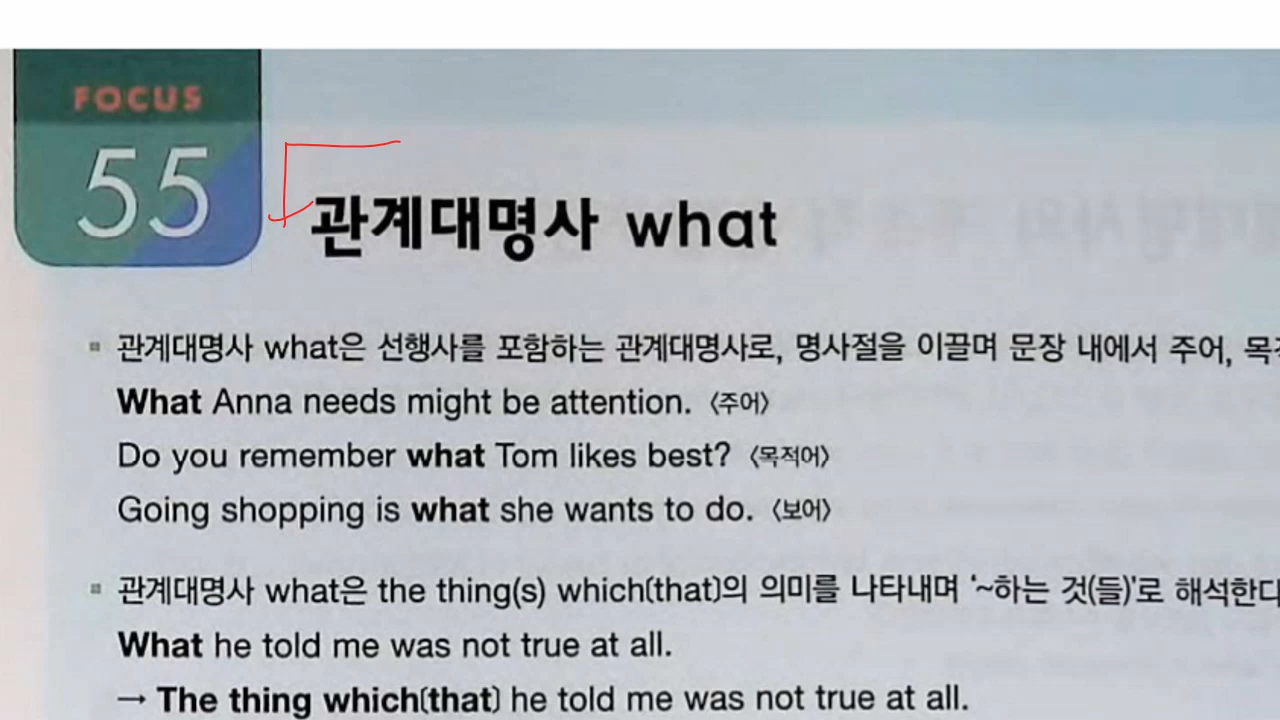 FOCUS
55
관계대명사 what
관계대명사 what은 선행사를 포함하는 관계대명사로, 명사절을 이끌며 문장 내에서 주어,
What Anna needs might be attention. 〈주어〉
Do you remember what Tom likes best? 〈목적어〉
Going shopping is what she wants to do. 〈보어〉
관계대명사 what은 the thing(s) which(that)의 의미를 나타내며 ‘~하는 것(들)’로 해석한다
What he told me was not true at all.
→ The thing which(that) he told me was not true at all.